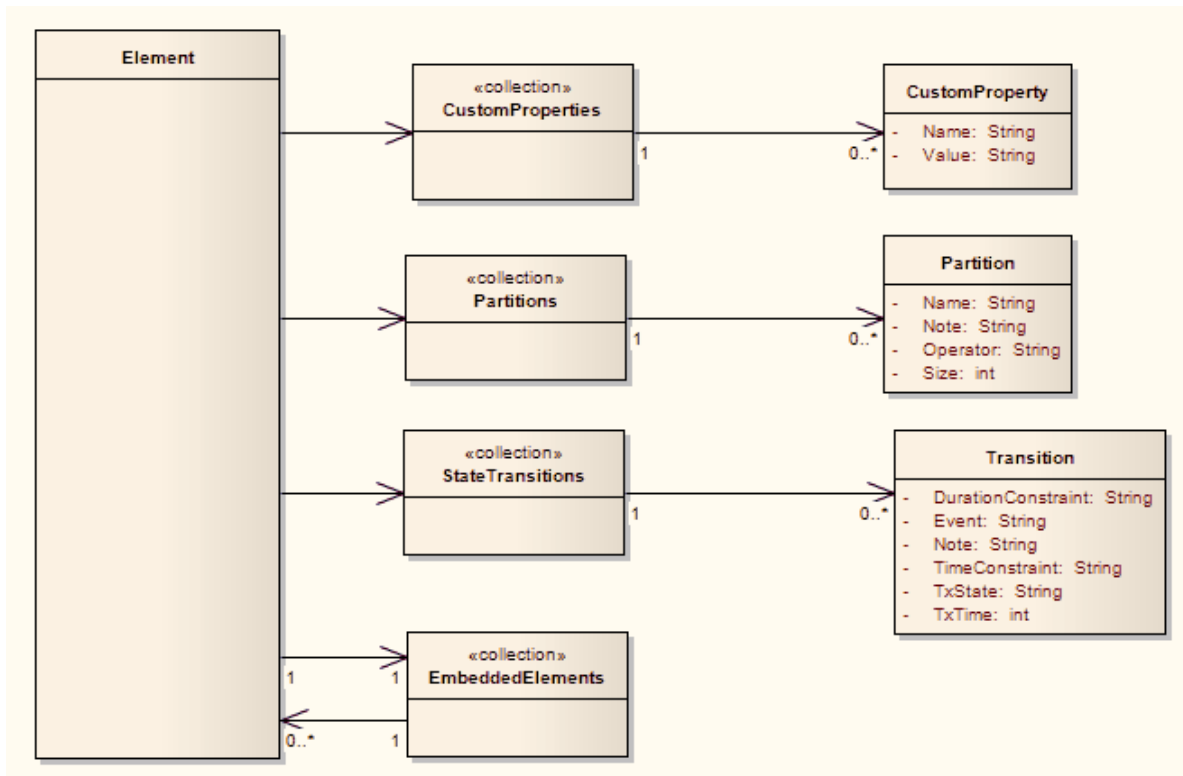 Element
«collection»
CustomProperties
1
0..*
CustomProperty
- Name: String
- Value: String
«collection»
Partitions
1
0..*
Partition
- Name: String
- Note: String
- Operator: String
- Size: int
«collection»
StateTransitions
1
0..*
Transition
- DurationConstraint: String
- Event: String
- Note: String
- TimeConstraint: String
- TxState: String
- TxTime: int
1
1
«collection»
EmbeddedElements
0..*
1